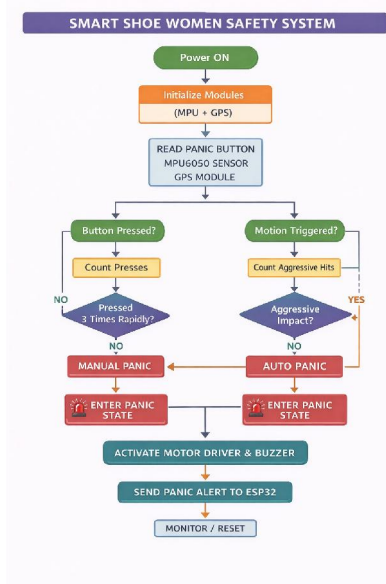 SMART SHOE WOMEN SAFETY SYSTEM
Power ON
Initialize Modules
(MPU + GPS)
READ PANIC BUTTON
MPU6050 SENSOR
GPS MODULE
Button Pressed?
Motion Triggered?
Count Presses
Count Aggressive Hits
NO
Pressed
3 Times Rapidly?
Aggressive
Impact?
YES
NO
NO
MANUAL PANIC
AUTO PANIC
ENTER PANIC
STATE
ENTER PANIC
STATE
ACTIVATE MOTOR DRIVER & BUZZER
SEND PANIC ALERT TO ESP32
MONITOR / RESET